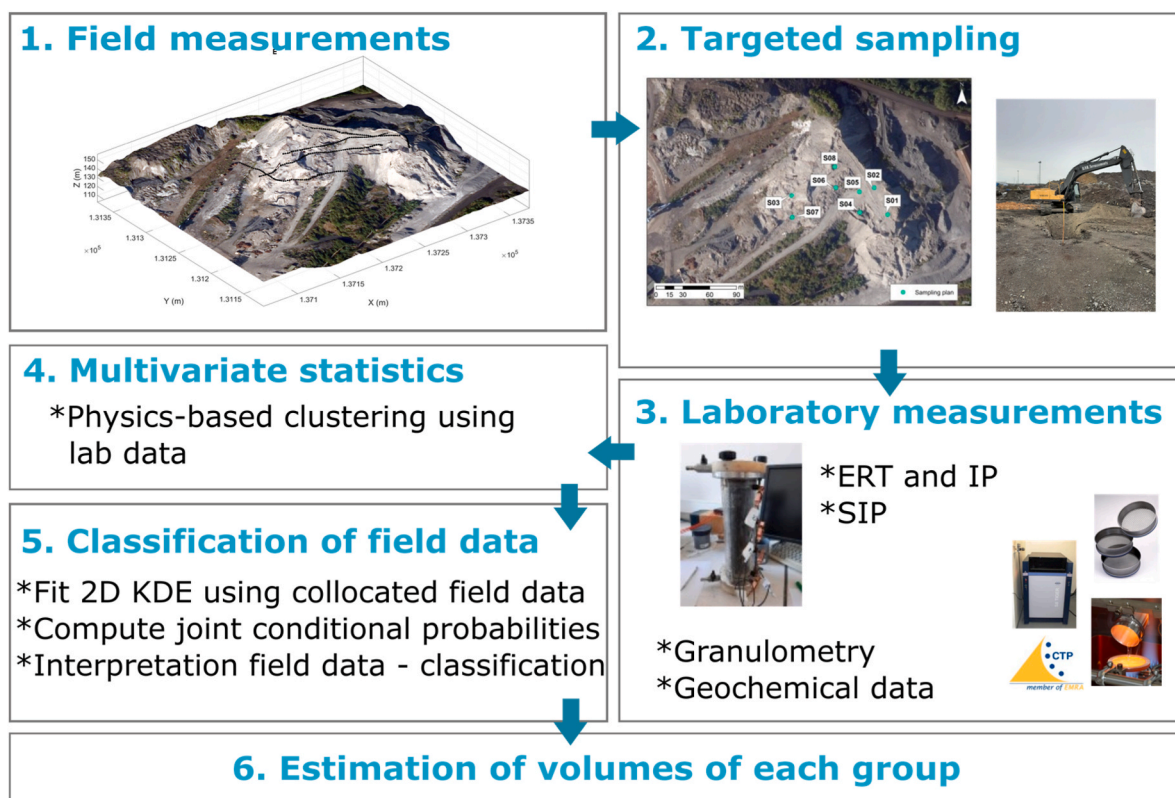 1. Field measurements
E
Z (m)
150
140
130
120
110
1.3135
1.313
1.3125
1.312
1.3115
×10⁵
Y (m)
1.371
1.3715
1.372
1.3725
1.373
1.3735
×10⁵
X (m)
2. Targeted sampling
S08
S06
S05
S02
S03
S07
S04
S01
0 15 30 60 90
m
Sampling plan
3. Laboratory measurements
*ERT and IP
*SIP
*Granulometry
*Geochemical data
CTP
member of EMRA
4. Multivariate statistics
*Physics-based clustering using
lab data
5. Classification of field data
*Fit 2D KDE using collocated field data
*Compute joint conditional probabilities
*Interpretation field data - classification
6. Estimation of volumes of each group